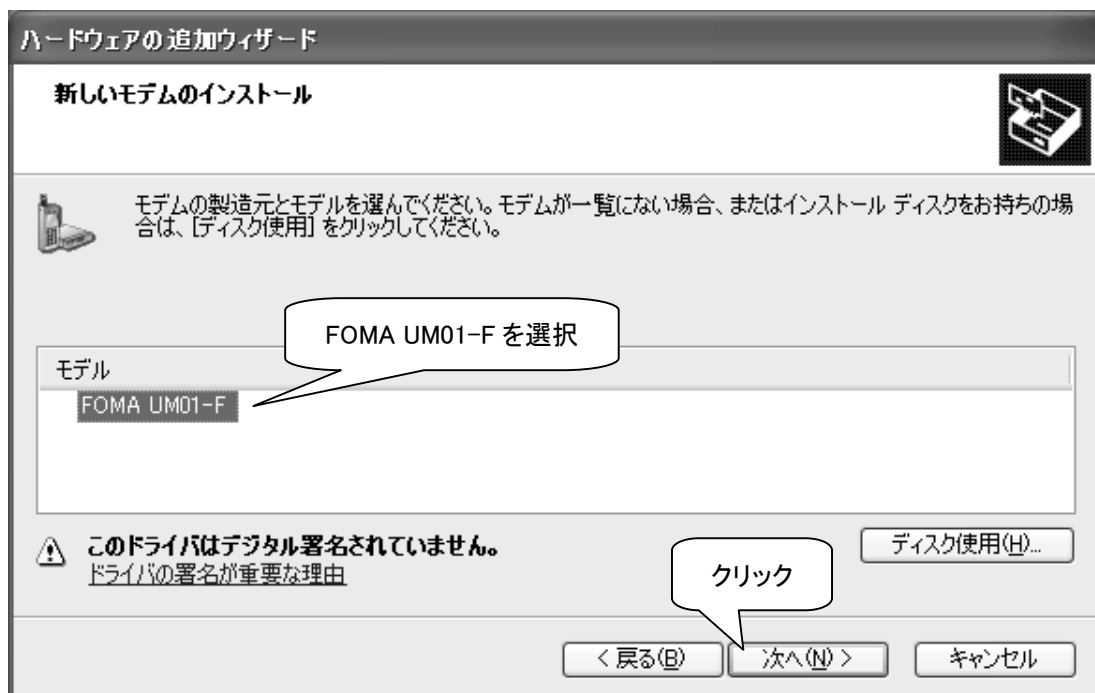 ハードウェアの追加ウィザード
新しいモデムのインストール
モデムの製造元とモデルを選んでください。モデムが一覧にない場合、またはインストール ディスクをお持ちの場
合は、[ディスク使用] をクリックしてください。
FOMA UM01-F を選択
モデル
FOMA UM01-F
このドライバはデジタル署名されていません。
ドライバの署名が重要な理由
ディスク使用(H)...
クリック
< 戻る(B)
次へ(N) >
キャンセル